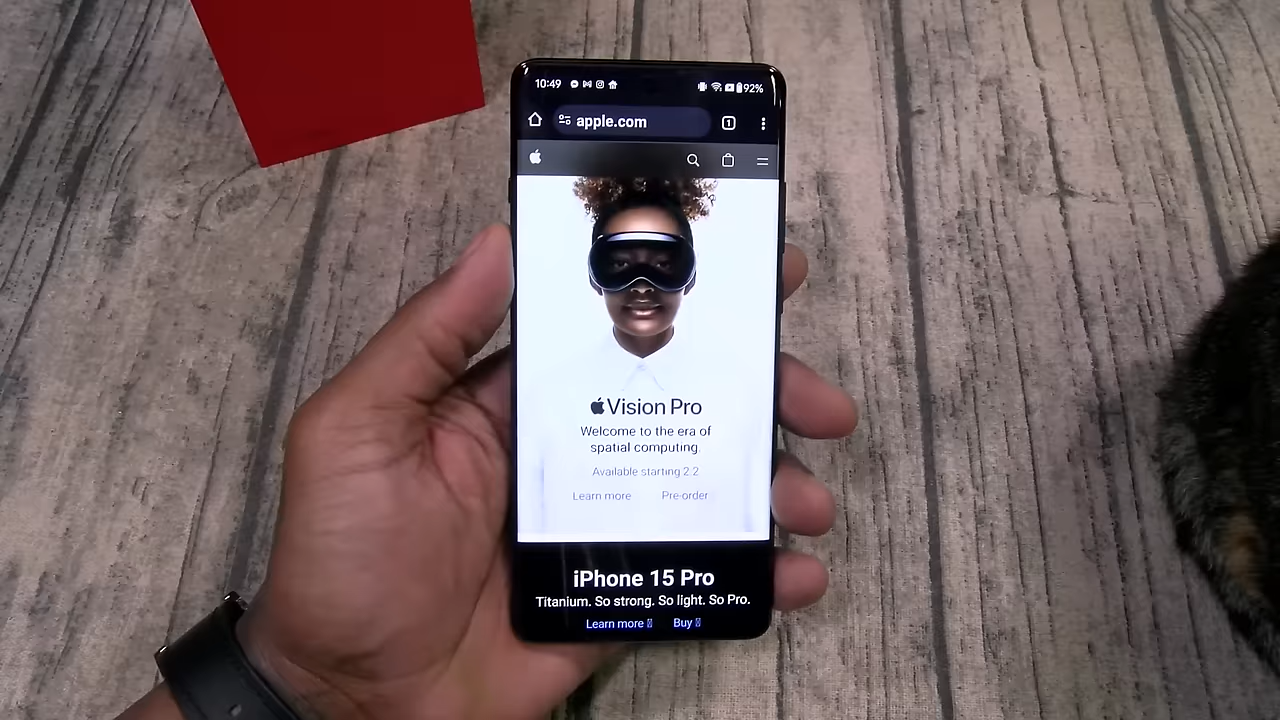 10:49 92%
apple.com 1
Vision Pro
Welcome to the era of
spatial computing.
Available starting 2.2
Learn more Pre-order
iPhone 15 Pro
Titanium. So strong. So light. So Pro.
Learn more Buy